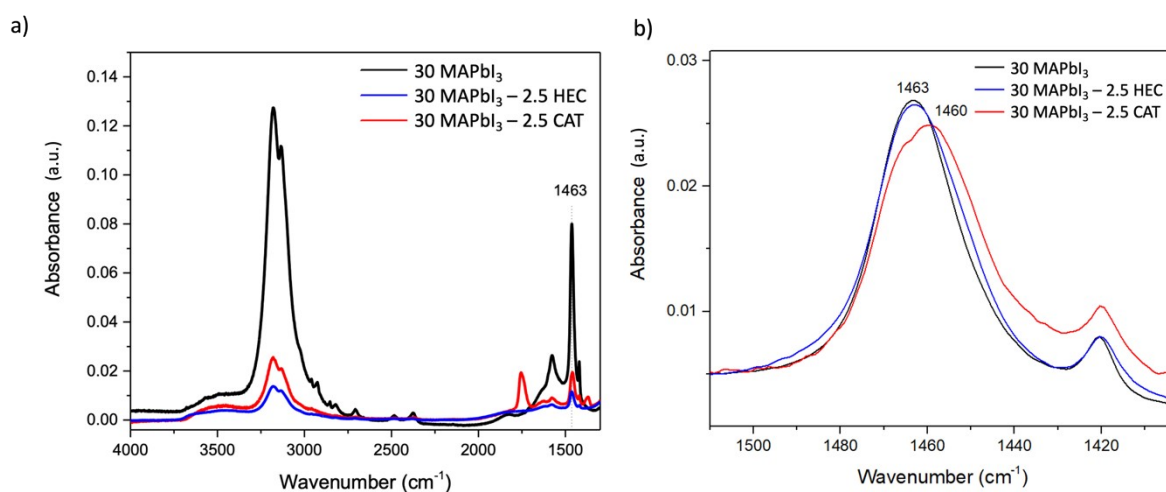 a)
0.14
0.12
0.10
0.08
0.06
0.04
0.02
0.00
Absorbance (a.u.)
30 MAPbI₃
30 MAPbI₃ – 2.5 HEC
30 MAPbI₃ – 2.5 CAT
1463
4000 3500 3000 2500 2000 1500
Wavenumber (cm⁻¹)
b)
0.03
0.02
0.01
Absorbance (a.u.)
1463
1460
30 MAPbI₃
30 MAPbI₃ – 2.5 HEC
30 MAPbI₃ – 2.5 CAT
1500 1480 1460 1440 1420
Wavenumber (cm⁻¹)